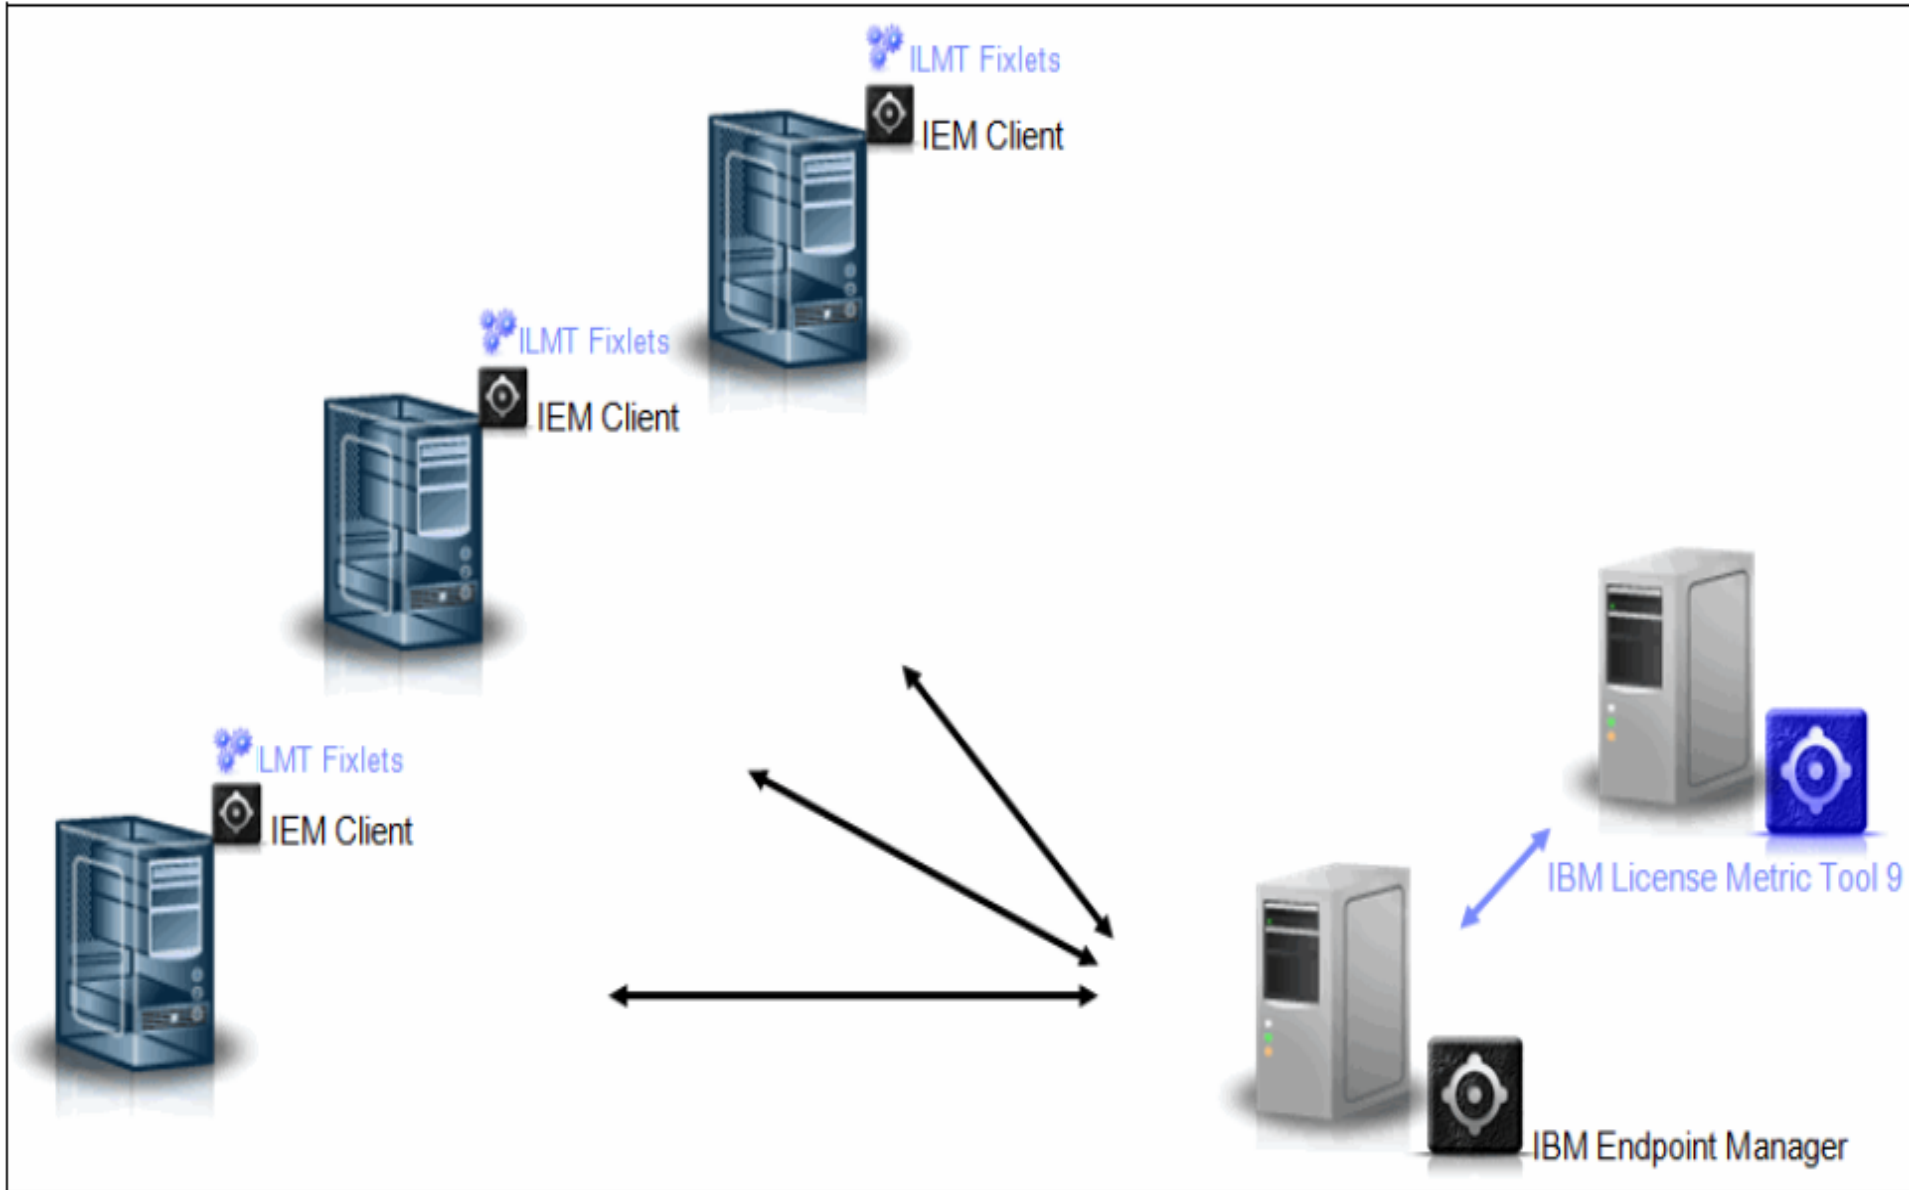 ILMT Fixlets
IEM Client
ILMT Fixlets
IEM Client
ILMT Fixlets
IEM Client
IBM License Metric Tool 9
IBM Endpoint Manager